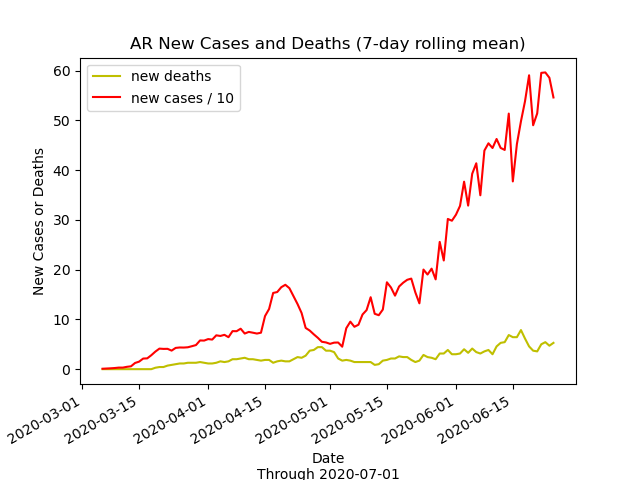 AR New Cases and Deaths (7-day rolling mean)
new deaths
new cases / 10
60
50
40
30
20
10
0
New Cases or Deaths
2020-03-01
2020-03-15
2020-04-01
2020-04-15
2020-05-01
2020-05-15
2020-06-01
2020-06-15
Date
Through 2020-07-01